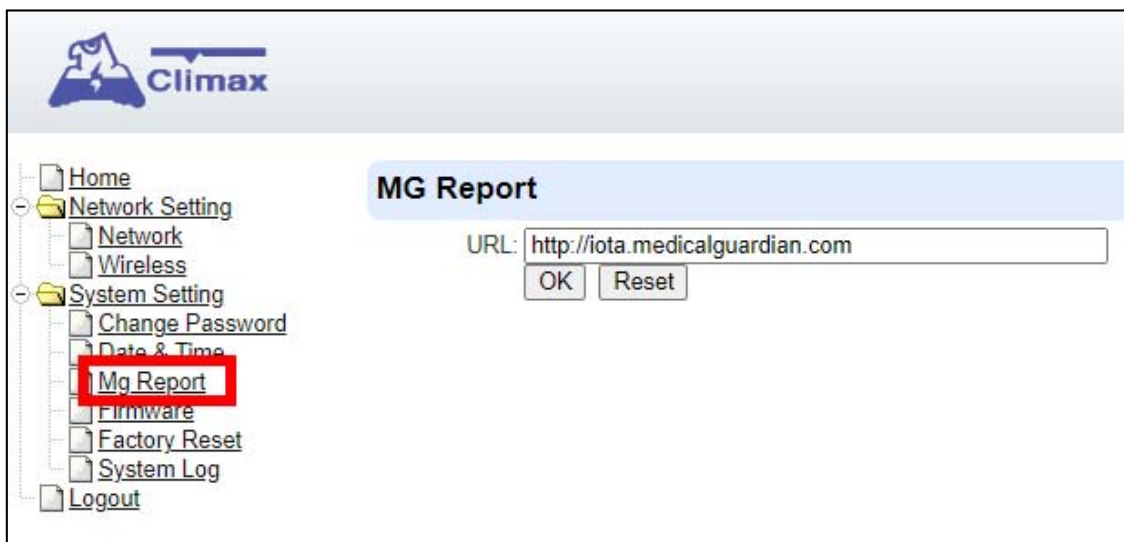 Climax
Home
Network Setting
Network
Wireless
System Setting
Change Password
Date & Time
Mg Report
Firmware
Factory Reset
System Log
Logout
MG Report
URL: http://iota.medicalguardian.com
OK Reset